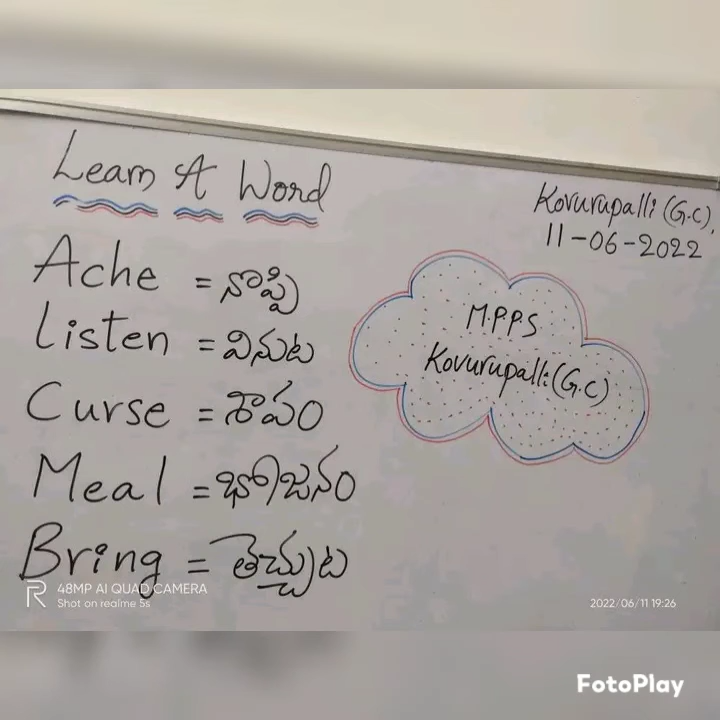 Learn A Word
Kovurupalli (G.C),
11-06-2022
Ache = నొప్పి
Listen = వినుట
Curse = శాపం
Meal = భోజనం
Bring = తెచ్చుట
M.P.P.S
Kovurupalli (G.C)
48MP AI QUAD CAMERA
Shot on realme 5s
2022/06/11 19:26
FotoPlay